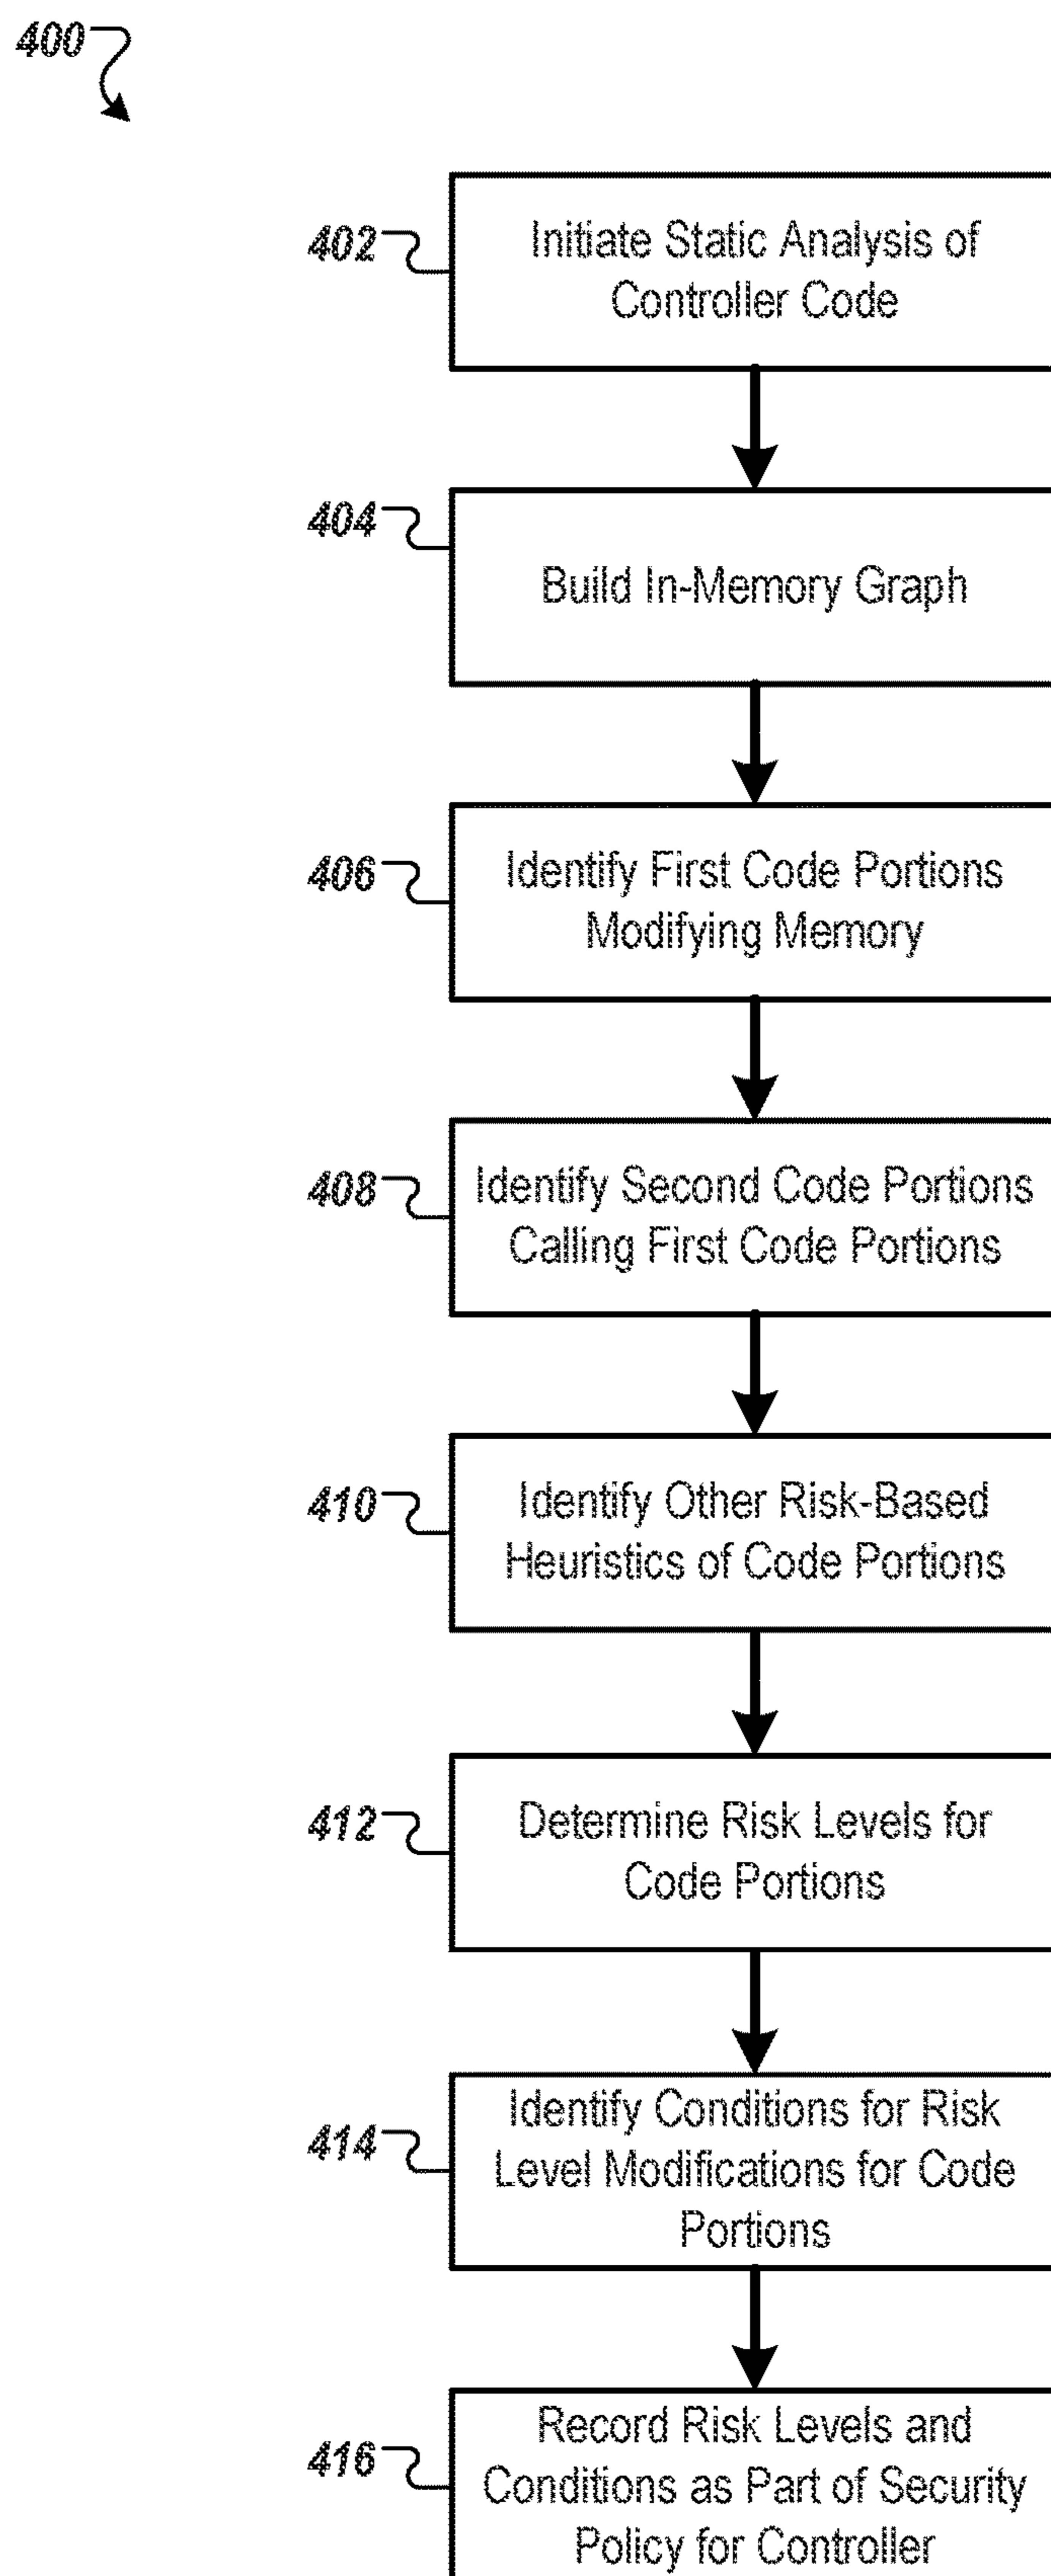 400
402
Initiate Static Analysis of
Controller Code
404
Build In-Memory Graph
406
Identify First Code Portions
Modifying Memory
408
Identify Second Code Portions
Calling First Code Portions
410
Identify Other Risk-Based
Heuristics of Code Portions
412
Determine Risk Levels for
Code Portions
414
Identify Conditions for Risk
Level Modifications for Code
Portions
416
Record Risk Levels and
Conditions as Part of Security
Policy for Controller